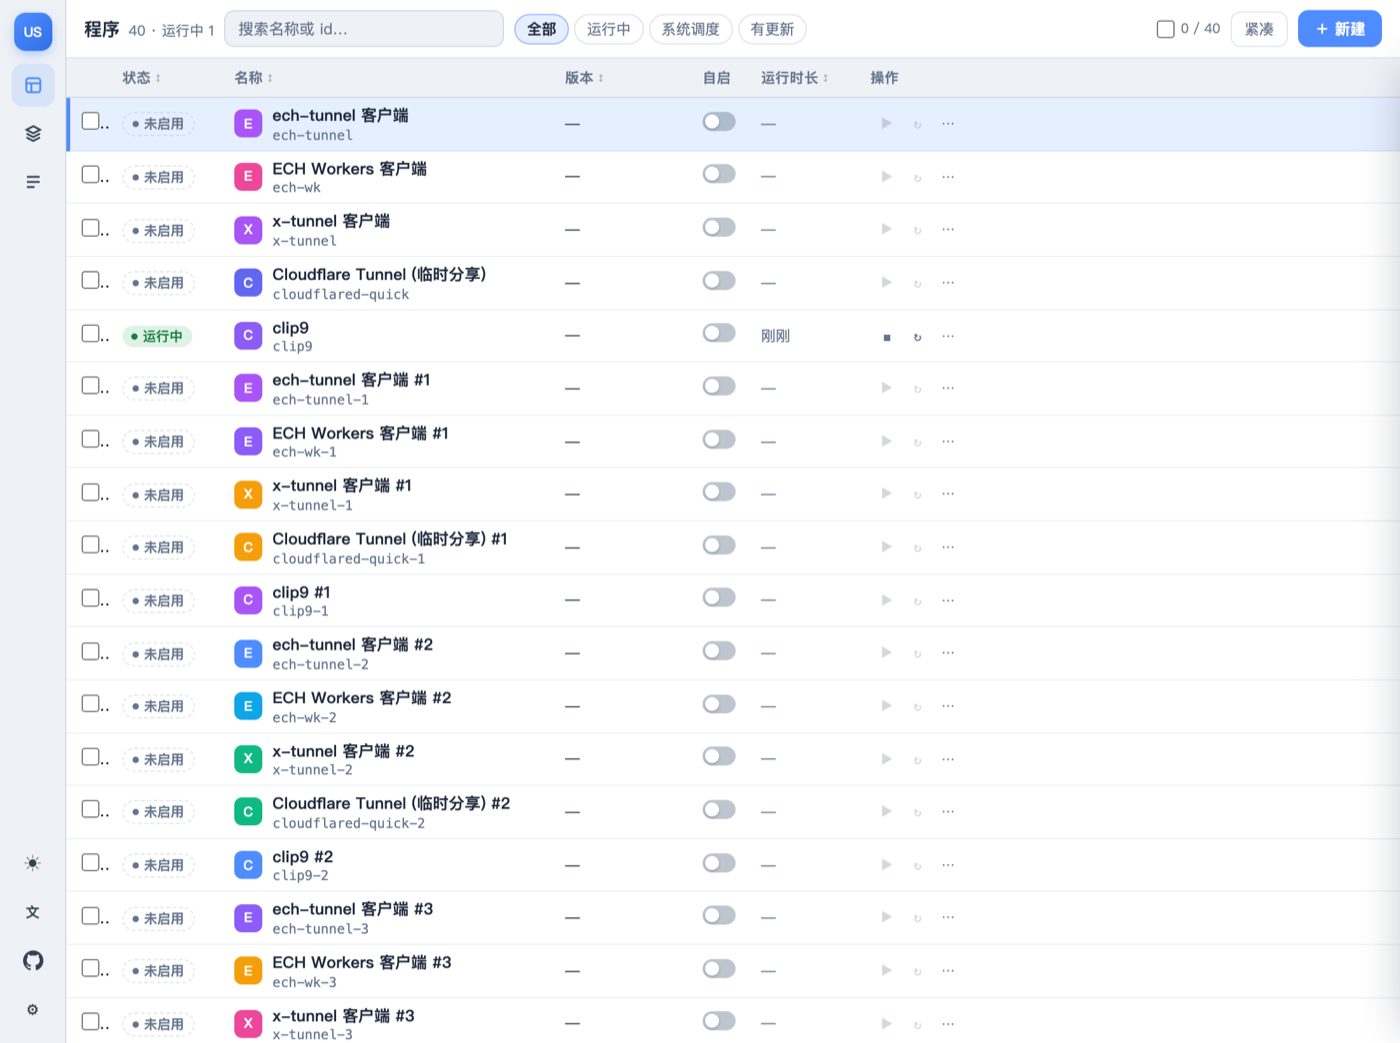 US
程序 40 · 运行中 1 搜索名称或 id... 全部 运行中 系统调度 有更新 0 / 40 紧凑 + 新建
状态 名称 版本 自启 运行时长 操作
未启用 E ech-tunnel 客户端 — —
ech-tunnel
未启用 E ECH Workers 客户端 — —
ech-wk
未启用 X x-tunnel 客户端 — —
x-tunnel
未启用 C Cloudflare Tunnel (临时分享) — —
cloudflared-quick
运行中 C clip9 — 刚刚
clip9
未启用 E ech-tunnel 客户端 #1 — —
ech-tunnel-1
未启用 E ECH Workers 客户端 #1 — —
ech-wk-1
未启用 X x-tunnel 客户端 #1 — —
x-tunnel-1
未启用 C Cloudflare Tunnel (临时分享) #1 — —
cloudflared-quick-1
未启用 C clip9 #1 — —
clip9-1
未启用 E ech-tunnel 客户端 #2 — —
ech-tunnel-2
未启用 E ECH Workers 客户端 #2 — —
ech-wk-2
未启用 X x-tunnel 客户端 #2 — —
x-tunnel-2
未启用 C Cloudflare Tunnel (临时分享) #2 — —
cloudflared-quick-2
未启用 C clip9 #2 — —
clip9-2
文
未启用 E ech-tunnel 客户端 #3 — —
ech-tunnel-3
未启用 E ECH Workers 客户端 #3 — —
ech-wk-3
未启用 X x-tunnel 客户端 #3 — —
x-tunnel-3